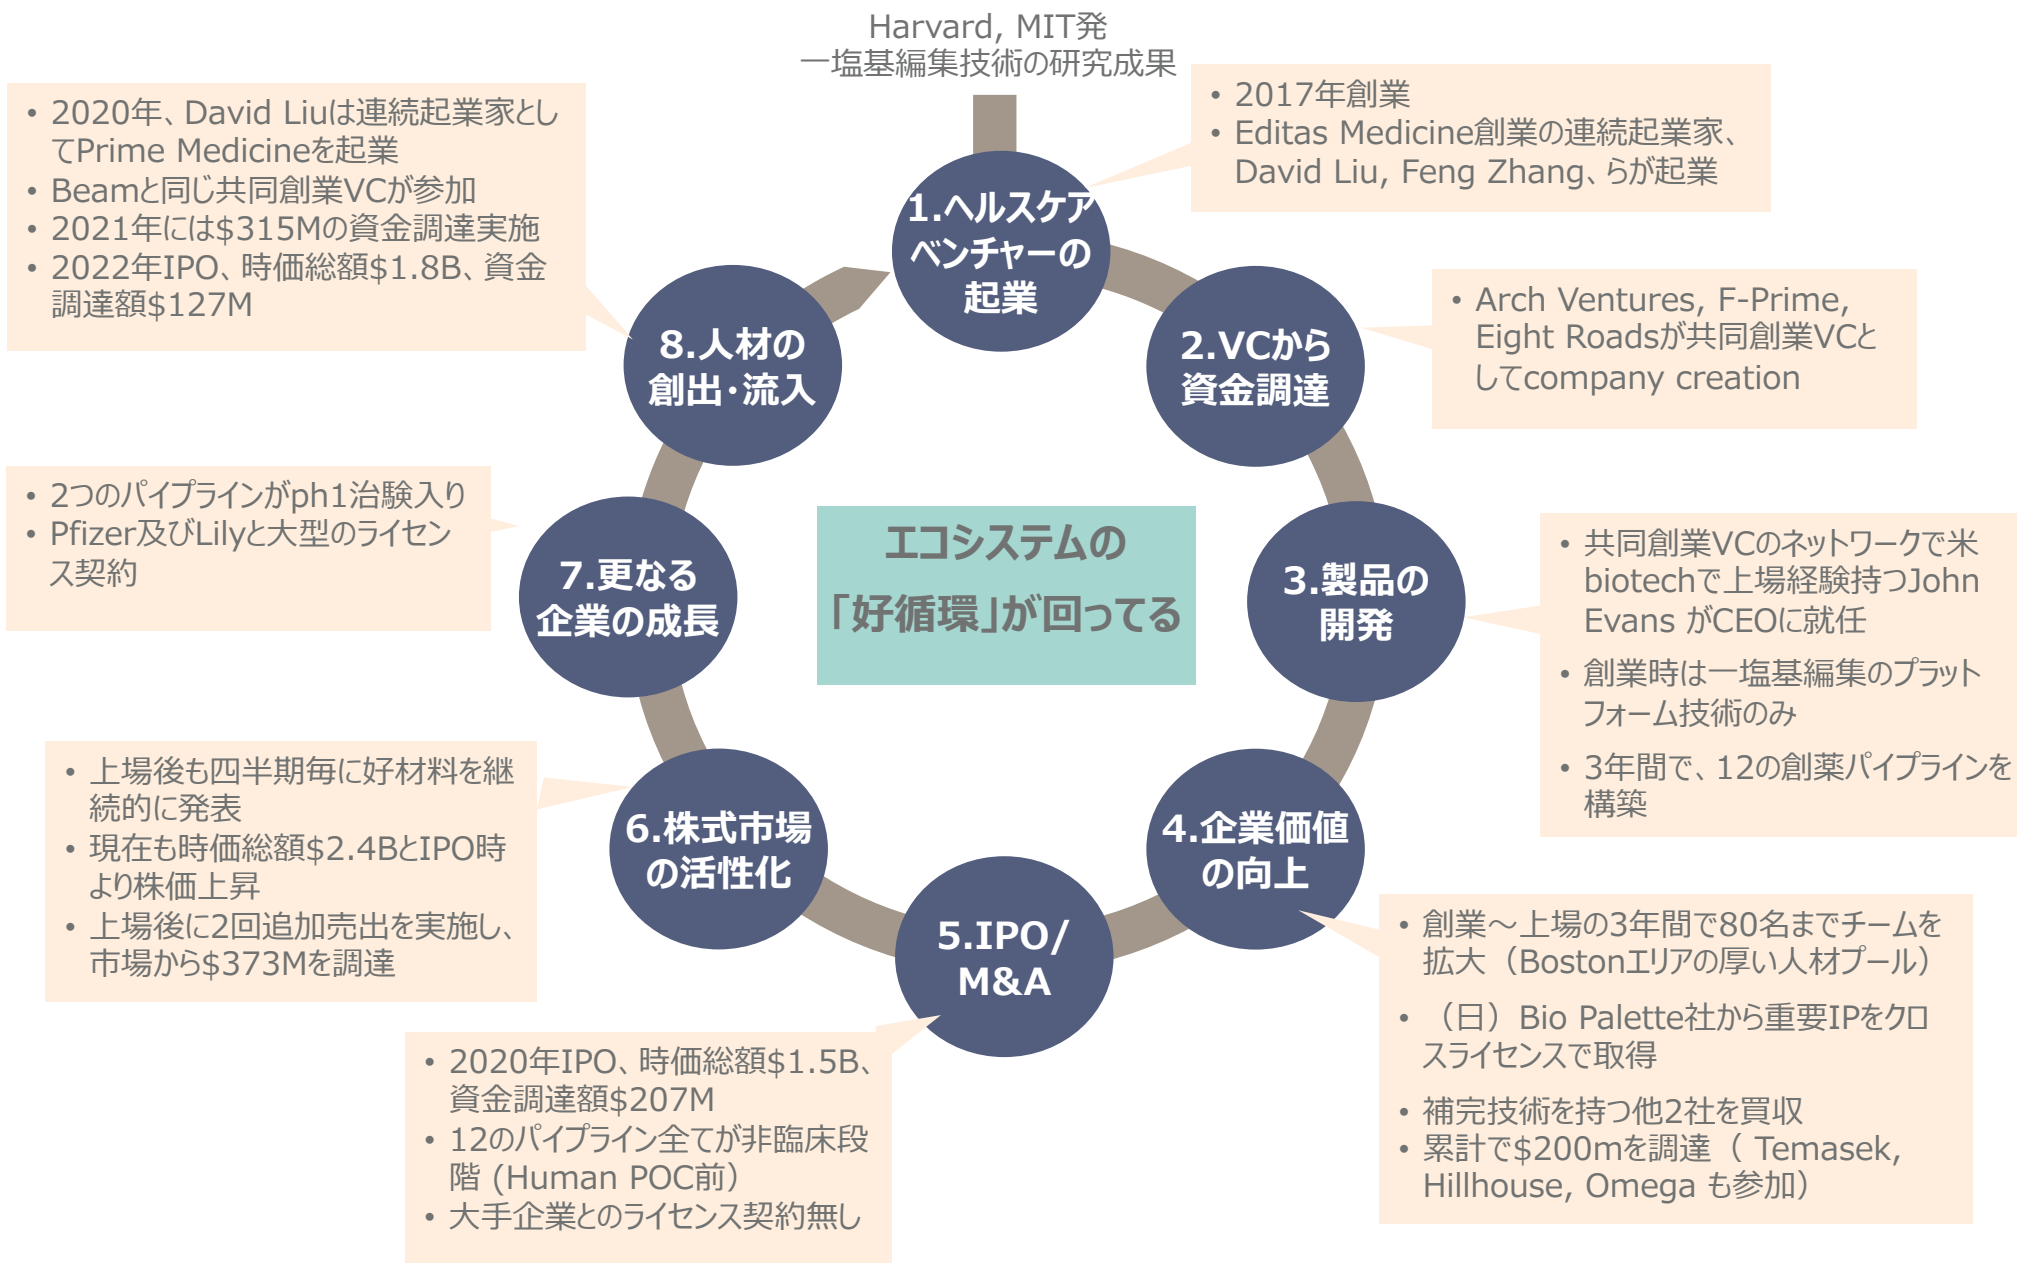 Harvard, MIT発
一塩基編集技術の研究成果
1.ヘルスケア
ベンチャーの
起業
• 2017年創業
• Editas Medicine創業の連続起業家、
David Liu, Feng Zhang、らが起業
2.VCから
資金調達
• Arch Ventures, F-Prime,
Eight Roadsが共同創業VCと
してcompany creation
3.製品の
開発
• 共同創業VCのネットワークで米
biotechで上場経験持つJohn
Evans がCEOに就任
• 創業時は一塩基編集のプラット
フォーム技術のみ
• 3年間で、12の創薬パイプラインを
構築
4.企業価値
の向上
• 創業～上場の3年間で80名までチームを
拡大（Bostonエリアの厚い人材プール）
• （日）Bio Palette社から重要IPをクロ
スライセンスで取得
• 補完技術を持つ他2社を買収
• 累計で$200mを調達（ Temasek,
Hillhouse, Omega も参加）
5.IPO/
M&A
• 2020年IPO、時価総額$1.5B、
資金調達額$207M
• 12のパイプライン全てが非臨床段
階 (Human POC前）
• 大手企業とのライセンス契約無し
6.株式市場
の活性化
• 上場後も四半期毎に好材料を継
続的に発表
• 現在も時価総額$2.4BとIPO時
より株価上昇
• 上場後に2回追加売出を実施し、
市場から$373Mを調達
7.更なる
企業の成長
• 2つのパイプラインがph1治験入り
• Pfizer及びLilyと大型のライセン
ス契約
8.人材の
創出・流入
• 2020年、David Liuは連続起業家とし
てPrime Medicineを起業
• Beamと同じ共同創業VCが参加
• 2021年には$315Mの資金調達実施
• 2022年IPO、時価総額$1.8B、資金
調達額$127M
エコシステムの
「好循環」が回ってる